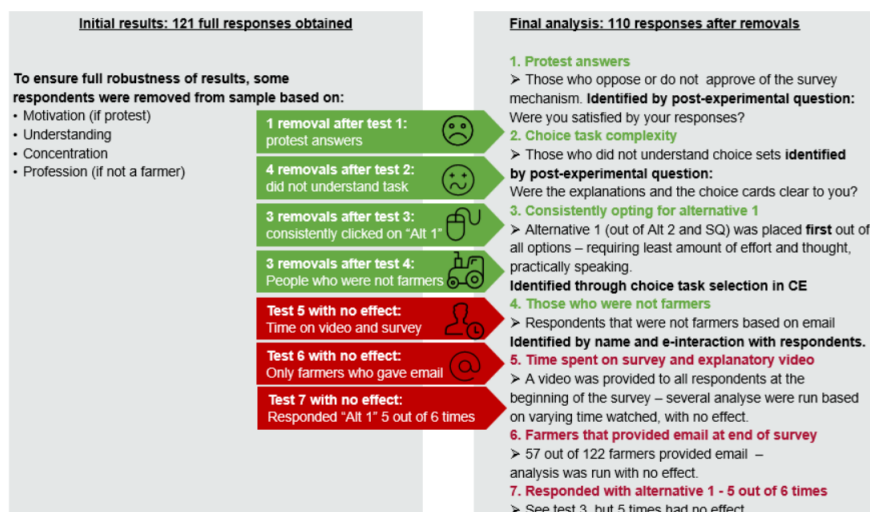 Initial results: 121 full responses obtained
To ensure full robustness of results, some
respondents were removed from sample based on:
• Motivation (if protest)
• Understanding
• Concentration
• Profession (if not a farmer)
1 removal after test 1:
protest answers
4 removals after test 2:
did not understand task
3 removals after test 3:
consistently clicked on "Alt 1"
3 removals after test 4:
People who were not farmers
Test 5 with no effect:
Time on video and survey
Test 6 with no effect:
Only farmers who gave email
Test 7 with no effect:
Responded "Alt 1" 5 out of 6 times
Final analysis: 110 responses after removals
1. Protest answers
➢ Those who oppose or do not approve of the survey
mechanism. Identified by post-experimental question:
Were you satisfied by your responses?
2. Choice task complexity
➢ Those who did not understand choice sets identified
by post-experimental question:
Were the explanations and the choice cards clear to you?
3. Consistently opting for alternative 1
➢ Alternative 1 (out of Alt 2 and SQ) was placed first out of
all options – requiring least amount of effort and thought,
practically speaking.
Identified through choice task selection in CE
4. Those who were not farmers
➢ Respondents that were not farmers based on email
Identified by name and e-interaction with respondents.
5. Time spent on survey and explanatory video
➢ A video was provided to all respondents at the
beginning of the survey – several analyse were run based
on varying time watched, with no effect.
6. Farmers that provided email at end of survey
➢ 57 out of 122 farmers provided email –
analysis was run with no effect.
7. Responded with alternative 1 - 5 out of 6 times
➢ See test 3, but 5 times had no effect